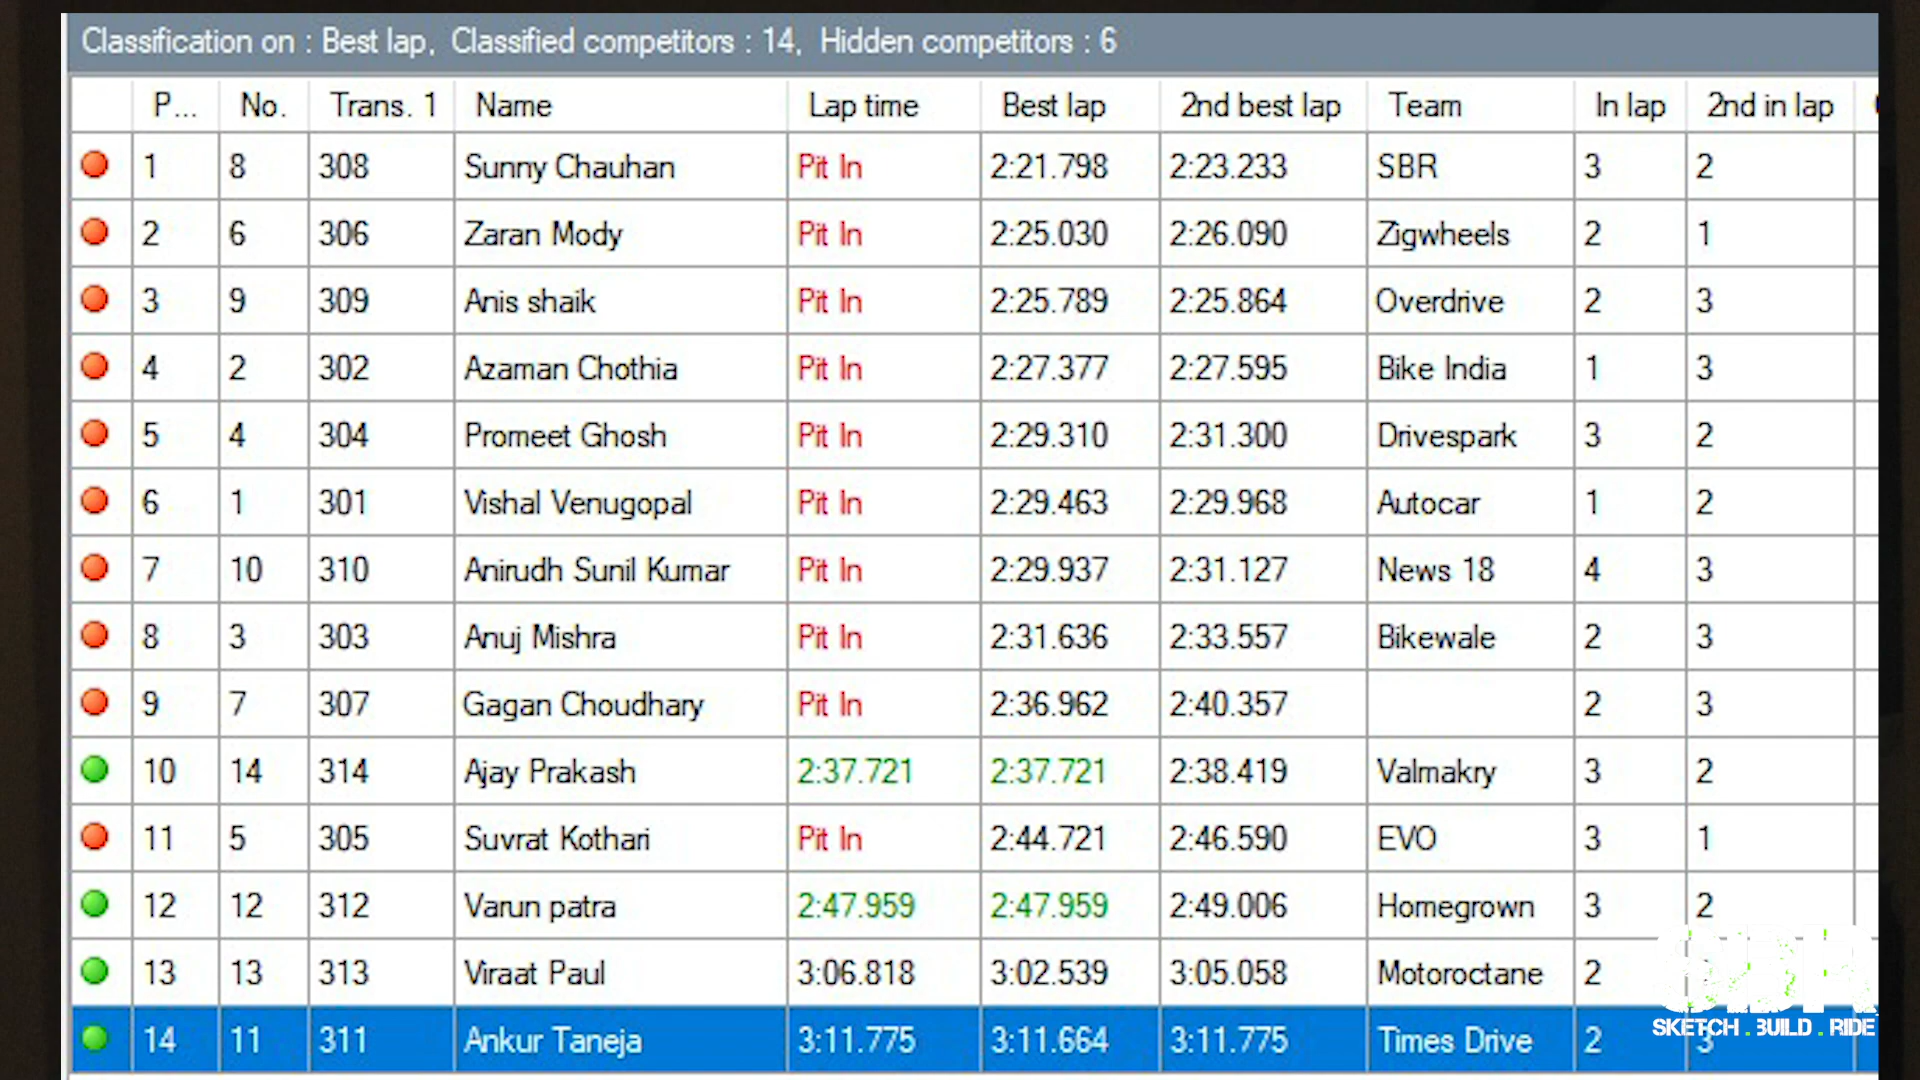 Classification on : Best lap, Classified competitors : 14, Hidden competitors : 6
P... No. Trans. 1 Name Lap time Best lap 2nd best lap Team In lap 2nd in lap
1 8 308 Sunny Chauhan Pit In 2:21.798 2:23.233 SBR 3 2
2 6 306 Zaran Mody Pit In 2:25.030 2:26.090 Zigwheels 2 1
3 9 309 Anis shaik Pit In 2:25.789 2:25.864 Overdrive 2 3
4 2 302 Azaman Chothia Pit In 2:27.377 2:27.595 Bike India 1 3
5 4 304 Promeet Ghosh Pit In 2:29.310 2:31.300 Drivespark 3 2
6 1 301 Vishal Venugopal Pit In 2:29.463 2:29.968 Autocar 1 2
7 10 310 Anirudh Sunil Kumar Pit In 2:29.937 2:31.127 News 18 4 3
8 3 303 Anuj Mishra Pit In 2:31.636 2:33.557 Bikewale 2 3
9 7 307 Gagan Choudhary Pit In 2:36.962 2:40.357 2 3
10 14 314 Ajay Prakash 2:37.721 2:37.721 2:38.419 Valmakry 3 2
11 5 305 Suvrat Kothari Pit In 2:44.721 2:46.590 EVO 3 1
12 12 312 Varun patra 2:47.959 2:47.959 2:49.006 Homegrown 3 2
13 13 313 Viraat Paul 3:06.818 3:02.539 3:05.058 Motoroctane 2
14 11 311 Ankur Taneja 3:11.775 3:11.664 3:11.775 Times Drive 2 3
SBR
SKETCH . BUILD . RIDE